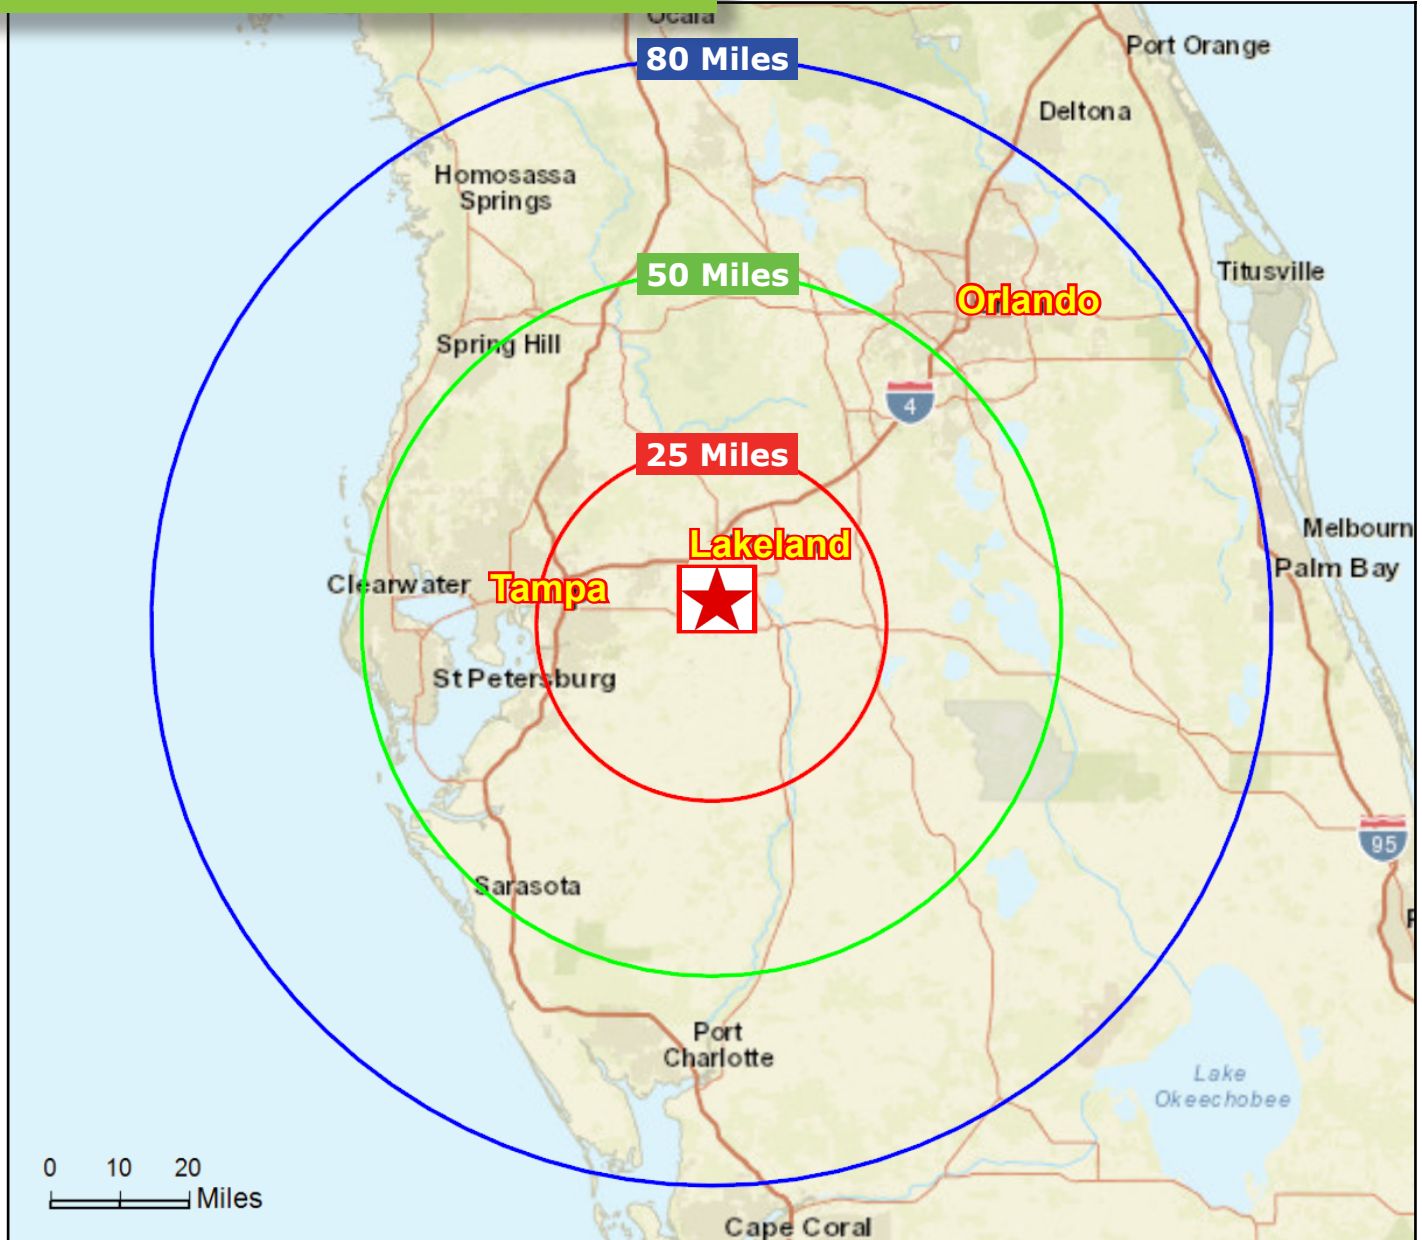 Ocala
80 Miles
Port Orange
Deltona
Homosassa
Springs
50 Miles
Titusville
Orlando
Spring Hill
4
25 Miles
Melbourn
Lakeland
Palm Bay
Clearwater
Tampa
St Petersburg
95
Sarasota
Port
Charlotte
Lake
Okeechobee
0 10 20
Miles
Cape Coral